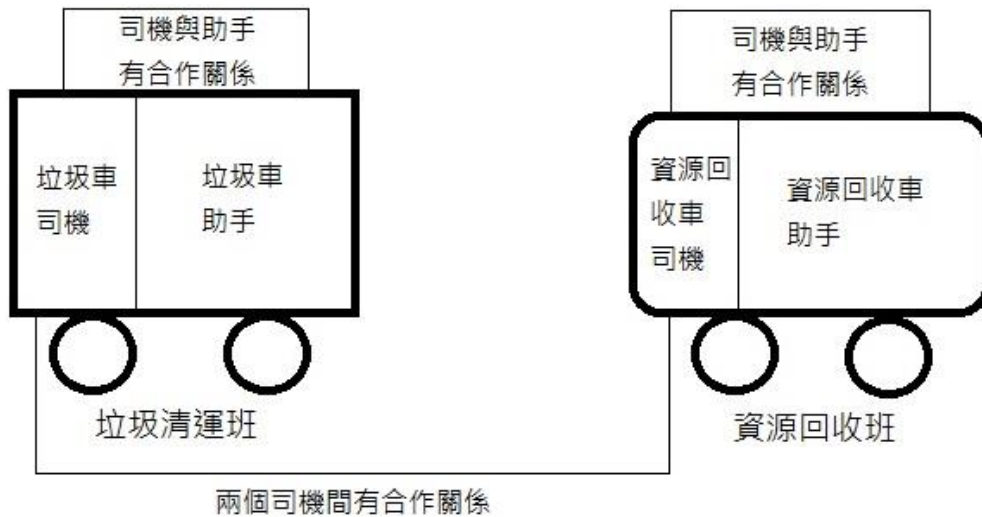 司機與助手
有合作關係
司機與助手
有合作關係
垃圾車
司機
垃圾車
助手
資源回
收車
司機
資源回收車
助手
垃圾清運班
資源回收班
兩個司機間有合作關係